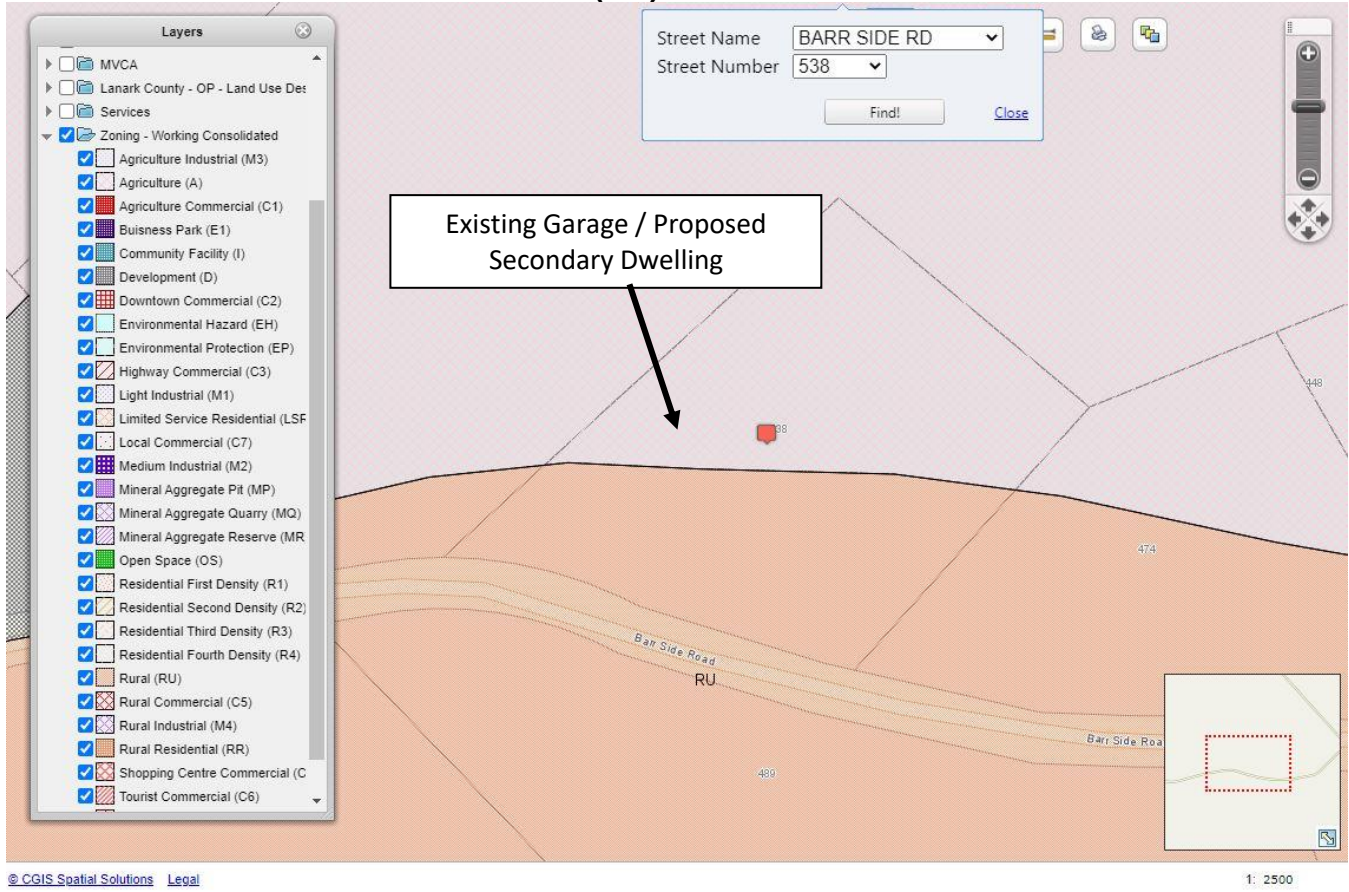 Layers
MVCA
Lanark County - OP - Land Use Des
Services
Zoning - Working Consolidated
Agriculture Industrial (M3)
Agriculture (A)
Agriculture Commercial (C1)
Buisness Park (E1)
Community Facility (I)
Development (D)
Downtown Commercial (C2)
Environmental Hazard (EH)
Environmental Protection (EP)
Highway Commercial (C3)
Light Industrial (M1)
Limited Service Residential (LSR
Local Commercial (C7)
Medium Industrial (M2)
Mineral Aggregate Pit (MP)
Mineral Aggregate Quarry (MQ)
Mineral Aggregate Reserve (MR
Open Space (OS)
Residential First Density (R1)
Residential Second Density (R2)
Residential Third Density (R3)
Residential Fourth Density (R4)
Rural (RU)
Rural Commercial (C5)
Rural Industrial (M4)
Rural Residential (RR)
Shopping Centre Commercial (C
Tourist Commercial (C6)
Street Name BARR SIDE RD
Street Number 538
Find! Close
Existing Garage / Proposed
Secondary Dwelling
448
38
474
Barr Side Road
RU
Barr Side Roa
489
© CGIS Spatial Solutions Legal
1: 2500